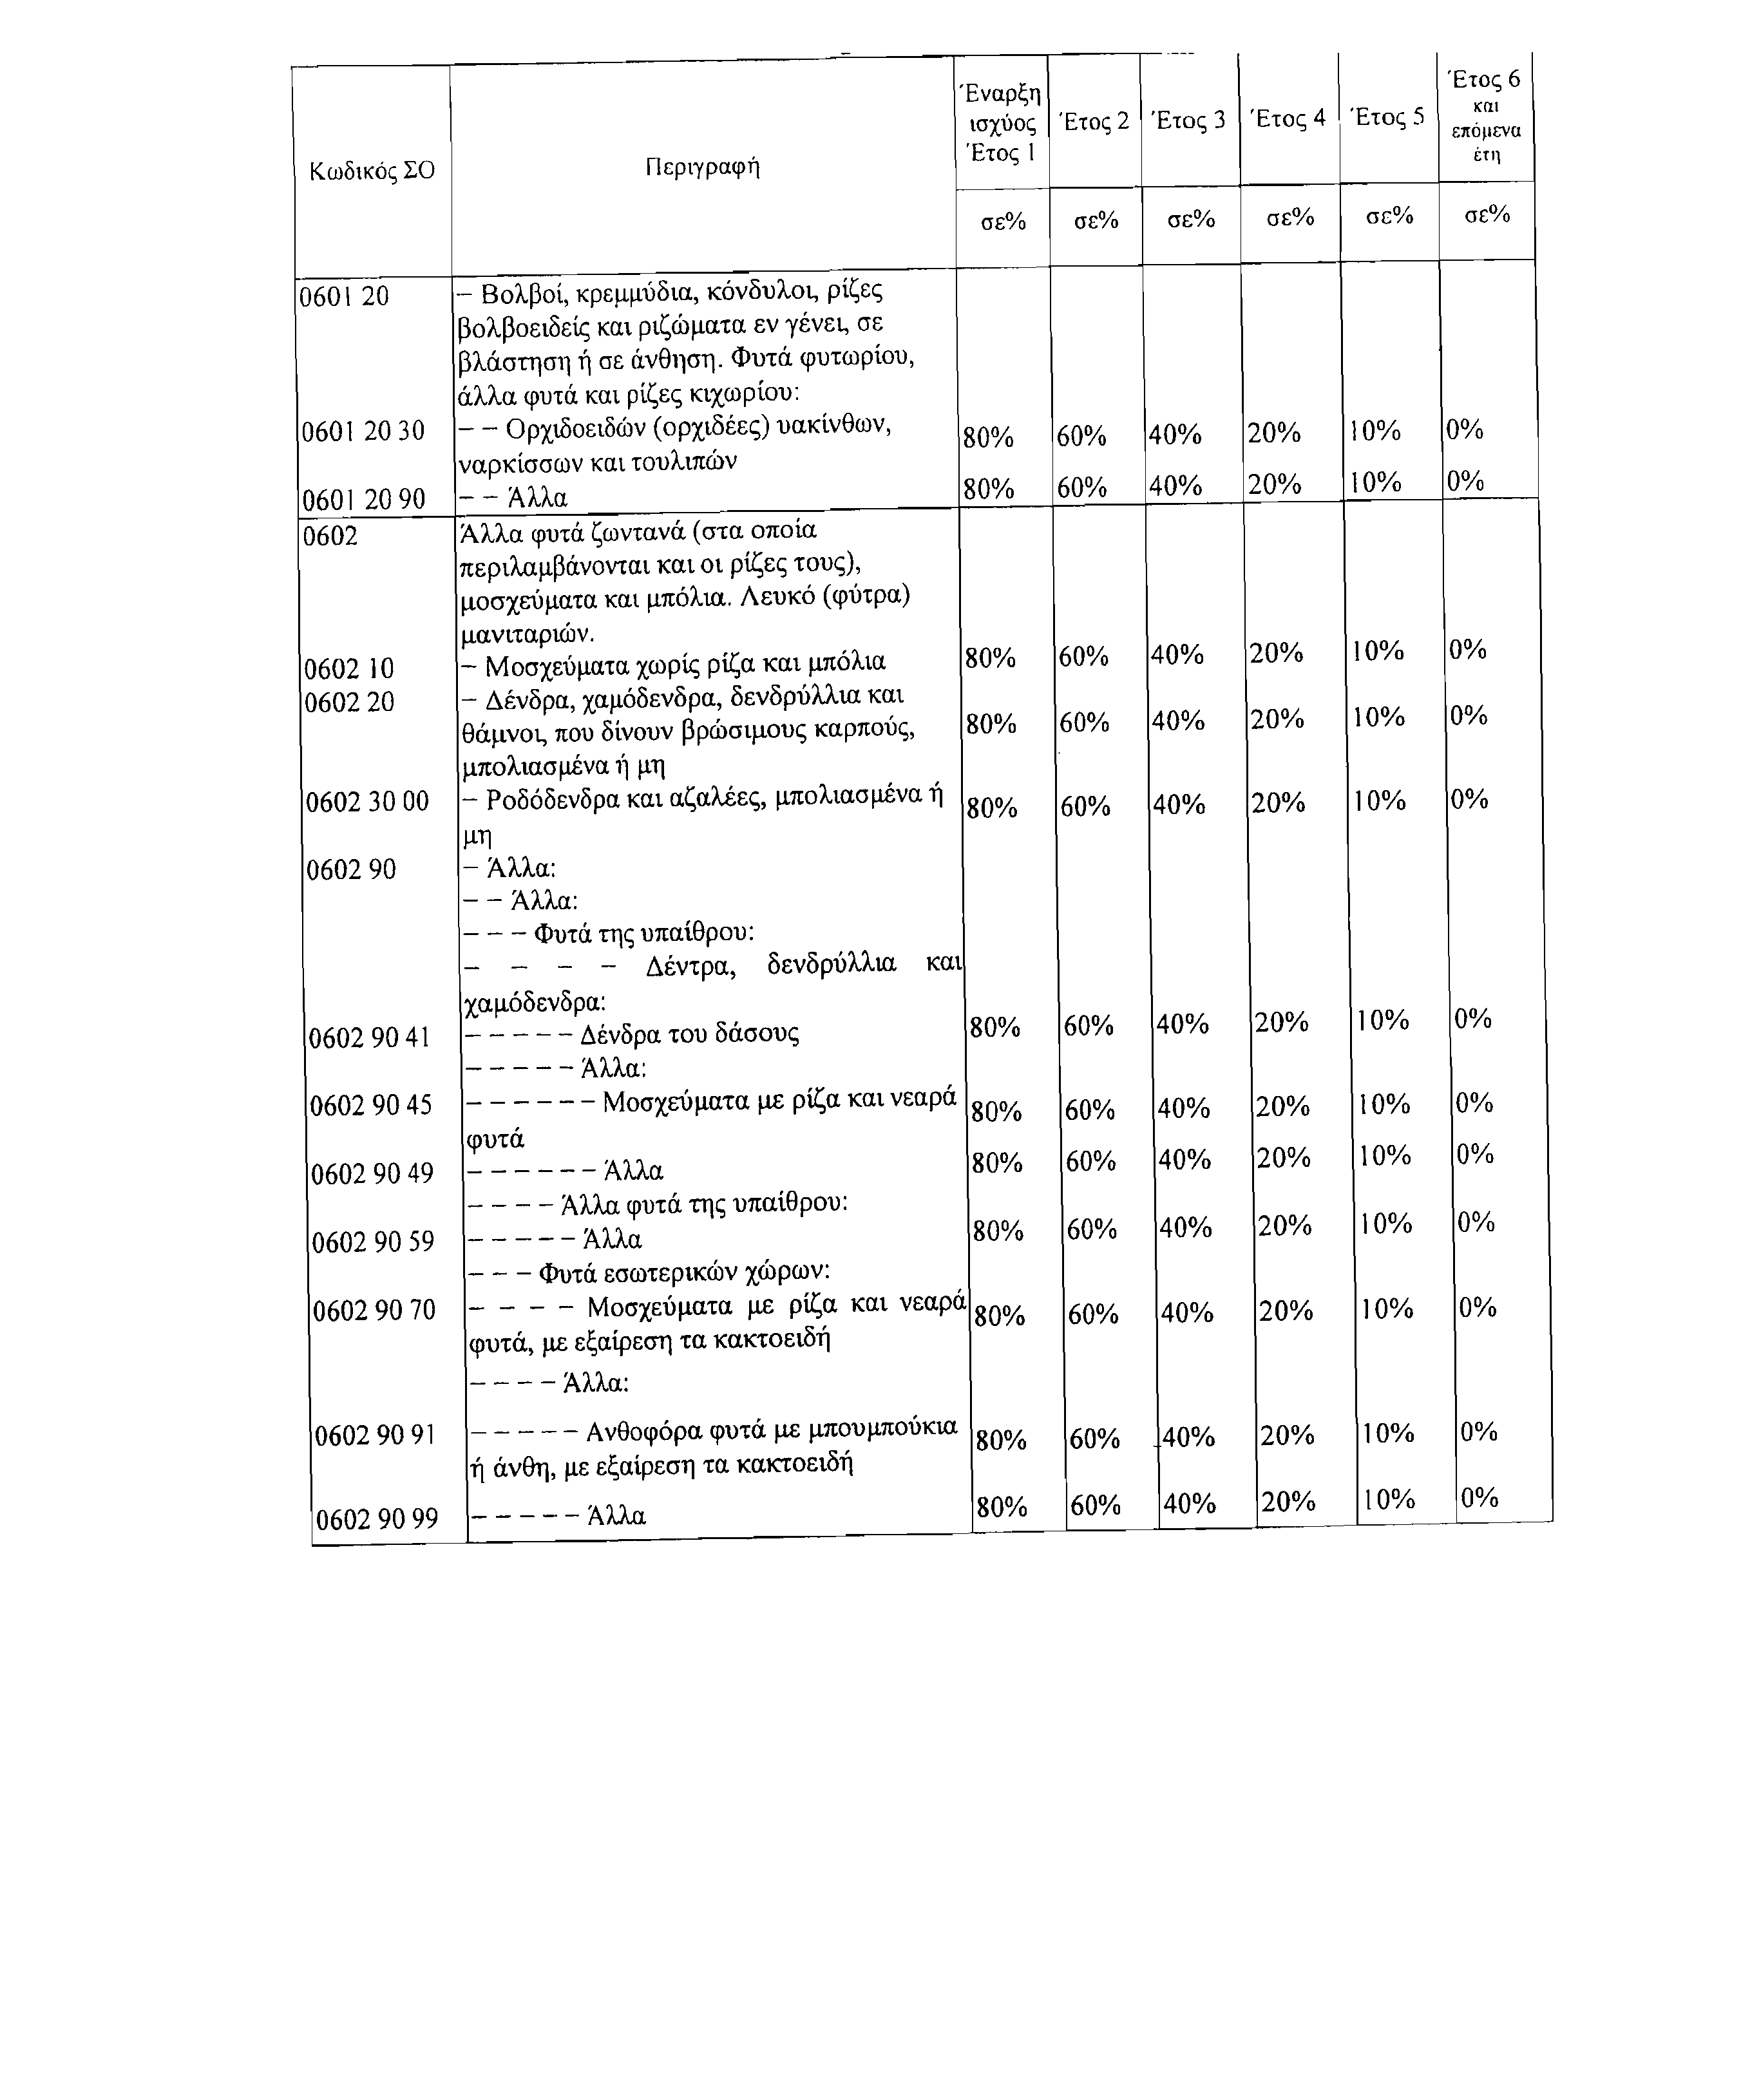 Κωδικός ΣΟ Περιγραφή Έναρξη ισχύος Έτος 1 Έτος 2 Έτος 3 Έτος 4 Έτος 5 Έτος 6 και επόμενα έτη
σε% σε% σε% σε% σε% σε%
0601 20 – Βολβοί, κρεμμύδια, κόνδυλοι, ρίζες
βολβοειδείς και ριζώματα εν γένει, σε
βλάστηση ή σε άνθηση. Φυτά φυτωρίου,
άλλα φυτά και ρίζες κιχωρίου:
0601 20 30 – – Ορχιδοειδών (ορχιδέες) υακίνθων, 80% 60% 40% 20% 10% 0%
ναρκίσσων και τουλιπών
0601 20 90 – – Άλλα 80% 60% 40% 20% 10% 0%
0602 Άλλα φυτά ζωντανά (στα οποία
περιλαμβάνονται και οι ρίζες τους),
μοσχεύματα και μπόλια. Λευκό (φύτρα)
μανιταριών.
0602 10 – Μοσχεύματα χωρίς ρίζα και μπόλια 80% 60% 40% 20% 10% 0%
0602 20 – Δένδρα, χαμόδενδρα, δενδρύλλια και
θάμνοι, που δίνουν βρώσιμους καρπούς, 80% 60% 40% 20% 10% 0%
μπολιασμένα ή μη
0602 30 00 – Ροδόδενδρα και αζαλέες, μπολιασμένα ή 80% 60% 40% 20% 10% 0%
μη
0602 90 – Άλλα:
– – Άλλα:
– – – Φυτά της υπαίθρου:
– – – – Δέντρα, δενδρύλλια και
χαμόδενδρα:
0602 90 41 – – – – – Δένδρα του δάσους 80% 60% 40% 20% 10% 0%
– – – – – Άλλα:
0602 90 45 – – – – – – Μοσχεύματα με ρίζα και νεαρά 80% 60% 40% 20% 10% 0%
φυτά
0602 90 49 – – – – – – Άλλα 80% 60% 40% 20% 10% 0%
– – – – Άλλα φυτά της υπαίθρου:
0602 90 59 – – – – – Άλλα 80% 60% 40% 20% 10% 0%
– – – Φυτά εσωτερικών χώρων:
0602 90 70 – – – – Μοσχεύματα με ρίζα και νεαρά 80% 60% 40% 20% 10% 0%
φυτά, με εξαίρεση τα κακτοειδή
– – – – Άλλα:
0602 90 91 – – – – – Ανθοφόρα φυτά με μπουμπούκια 80% 60% 40% 20% 10% 0%
ή άνθη, με εξαίρεση τα κακτοειδή
0602 90 99 – – – – – Άλλα 80% 60% 40% 20% 10% 0%